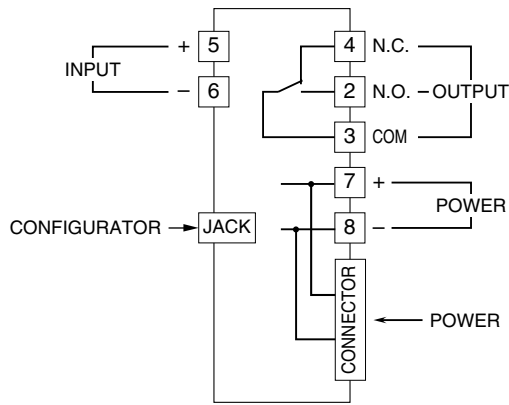 + 5
INPUT
− 6
4 N.C.
2 N.O. OUTPUT
3 COM
7 +
POWER
8 −
CONFIGURATOR JACK
CONNECTOR
POWER